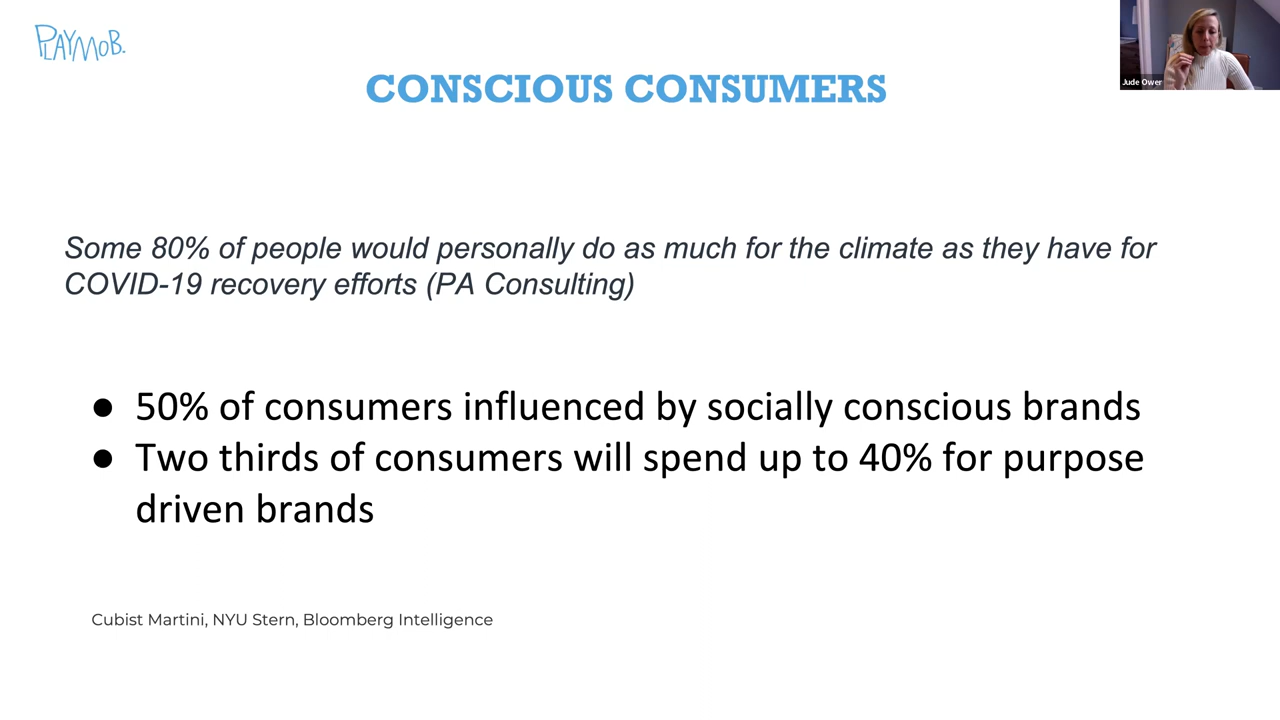 PLAYMOB.
CONSCIOUS CONSUMERS
Jude Ower
Some 80% of people would personally do as much for the climate as they have for
COVID-19 recovery efforts (PA Consulting)
● 50% of consumers influenced by socially conscious brands
● Two thirds of consumers will spend up to 40% for purpose
driven brands
Cubist Martini, NYU Stern, Bloomberg Intelligence